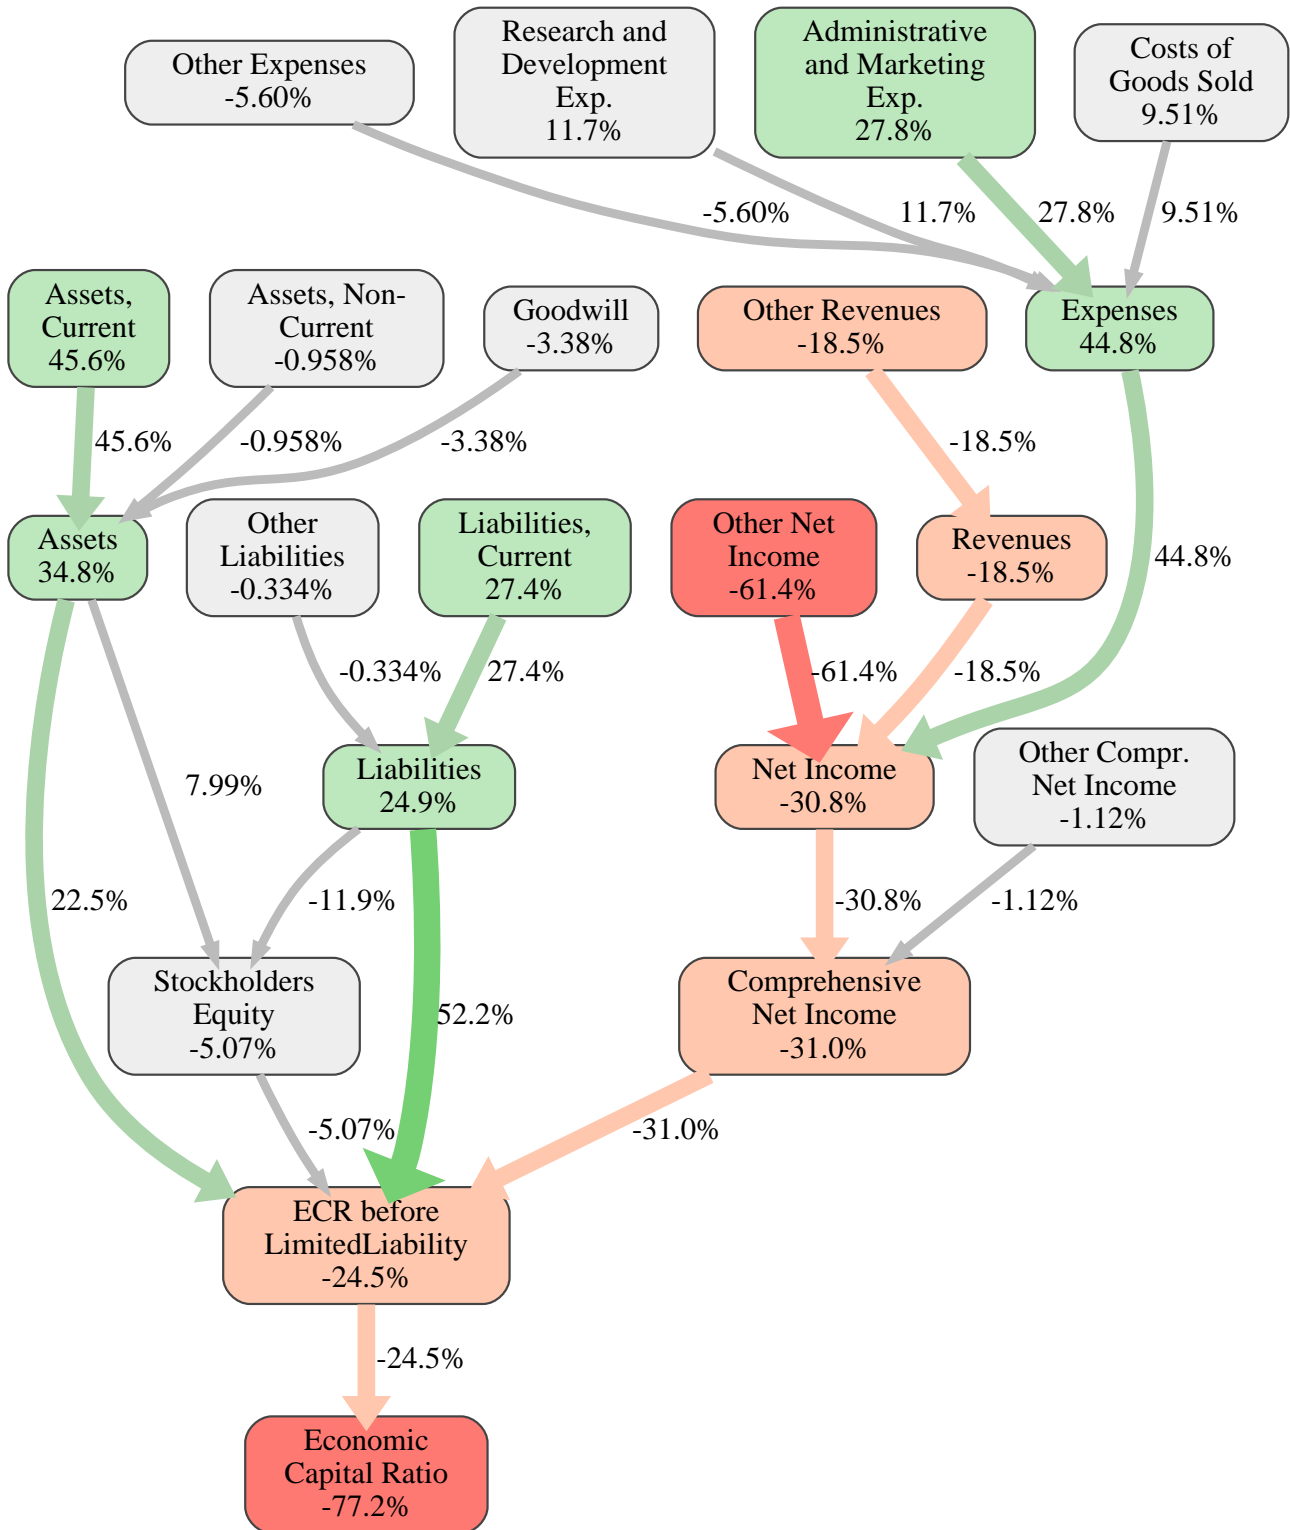 Other Expenses
-5.60%
Research and
Development
Exp.
11.7%
Administrative
and Marketing
Exp.
27.8%
Costs of
Goods Sold
9.51%
-5.60%
11.7%
27.8%
9.51%
Assets,
Current
45.6%
Assets, Non-
Current
-0.958%
Goodwill
-3.38%
Other Revenues
-18.5%
Expenses
44.8%
45.6%
-0.958%
-3.38%
-18.5%
Assets
34.8%
Other
Liabilities
-0.334%
Liabilities,
Current
27.4%
Other Net
Income
-61.4%
Revenues
-18.5%
44.8%
-0.334%
27.4%
-61.4%
-18.5%
7.99%
Liabilities
24.9%
Net Income
-30.8%
Other Compr.
Net Income
-1.12%
22.5%
-11.9%
-30.8%
-1.12%
Stockholders
Equity
-5.07%
52.2%
Comprehensive
Net Income
-31.0%
-5.07%
-31.0%
ECR before
LimitedLiability
-24.5%
-24.5%
Economic
Capital Ratio
-77.2%